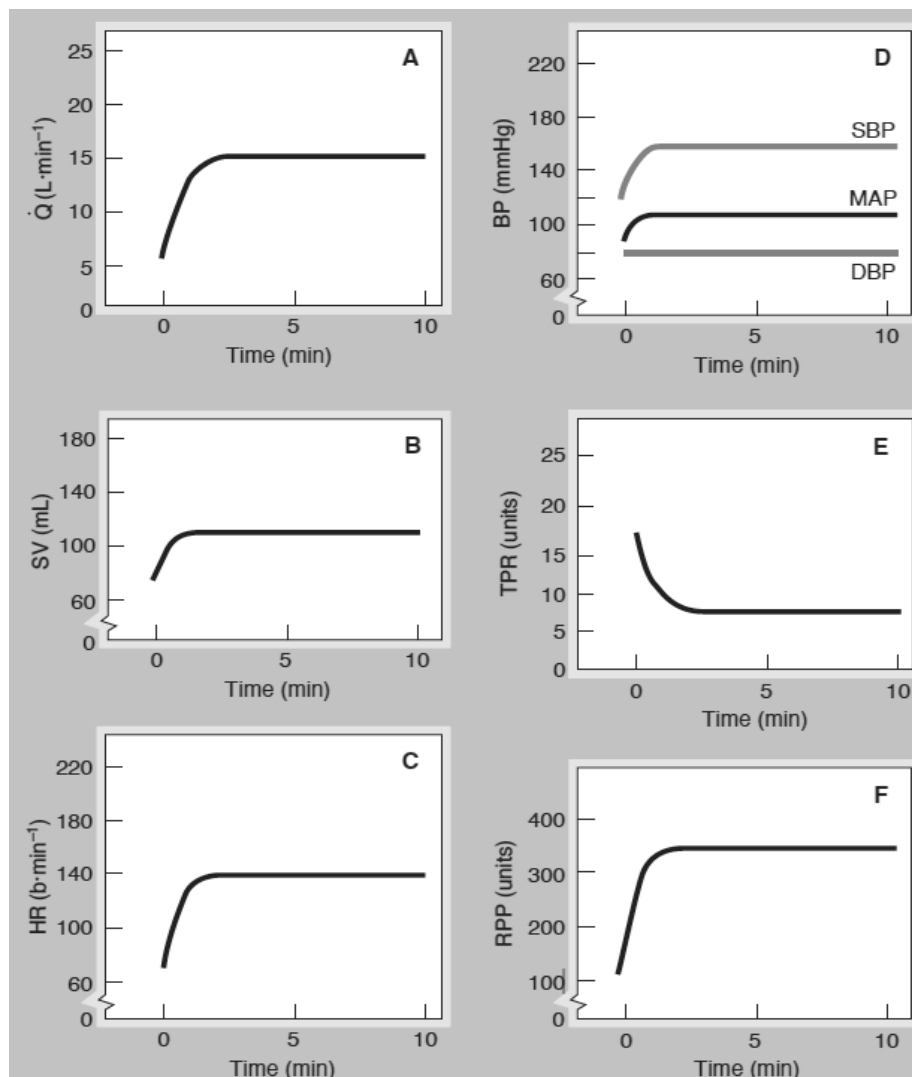 A
Q̇ (L·min⁻¹)
25
20
15
10
5
0
0 5 10
Time (min)
D
BP (mmHg)
220
180
140
100
60
0
SBP
MAP
DBP
0 5 10
Time (min)
B
SV (mL)
180
140
100
60
0
0 5 10
Time (min)
E
TPR (units)
25
20
15
10
5
0
0 5 10
Time (min)
C
HR (b·min⁻¹)
220
180
140
100
60
0
0 5 10
Time (min)
F
RPP (units)
400
300
200
100
0
0 5 10
Time (min)